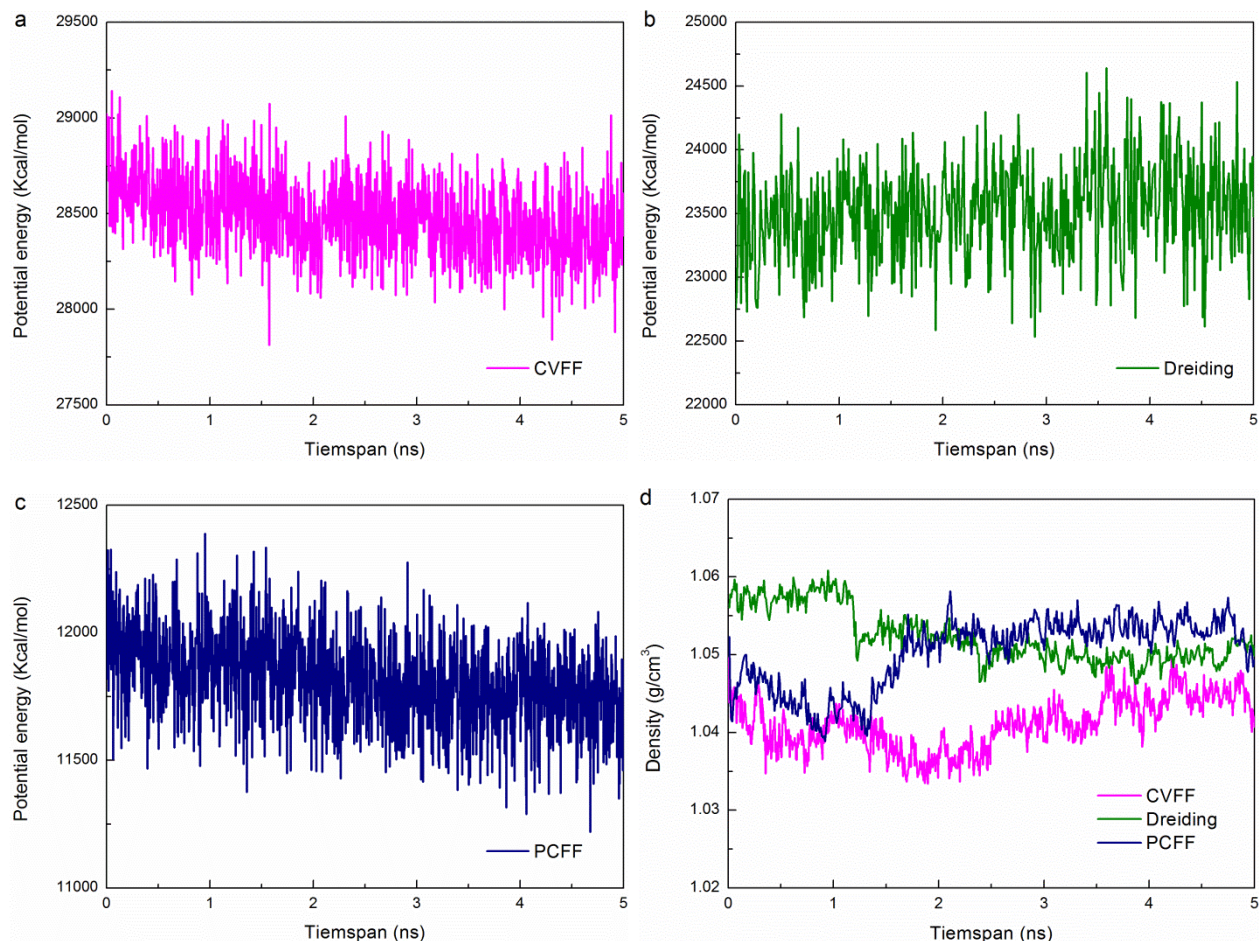 a
29500
29000
28500
28000
27500
Potential energy (Kcal/mol)
CVFF
0 1 2 3 4 5
Tiemspan (ns)
b
25000
24500
24000
23500
23000
22500
22000
Potential energy (Kcal/mol)
Dreiding
0 1 2 3 4 5
Tiemspan (ns)
c
12500
12000
11500
11000
Potential energy (Kcal/mol)
PCFF
0 1 2 3 4 5
Tiemspan (ns)
d
1.07
1.06
1.05
1.04
1.03
1.02
Density (g/cm³)
CVFF
Dreiding
PCFF
0 1 2 3 4 5
Tiemspan (ns)